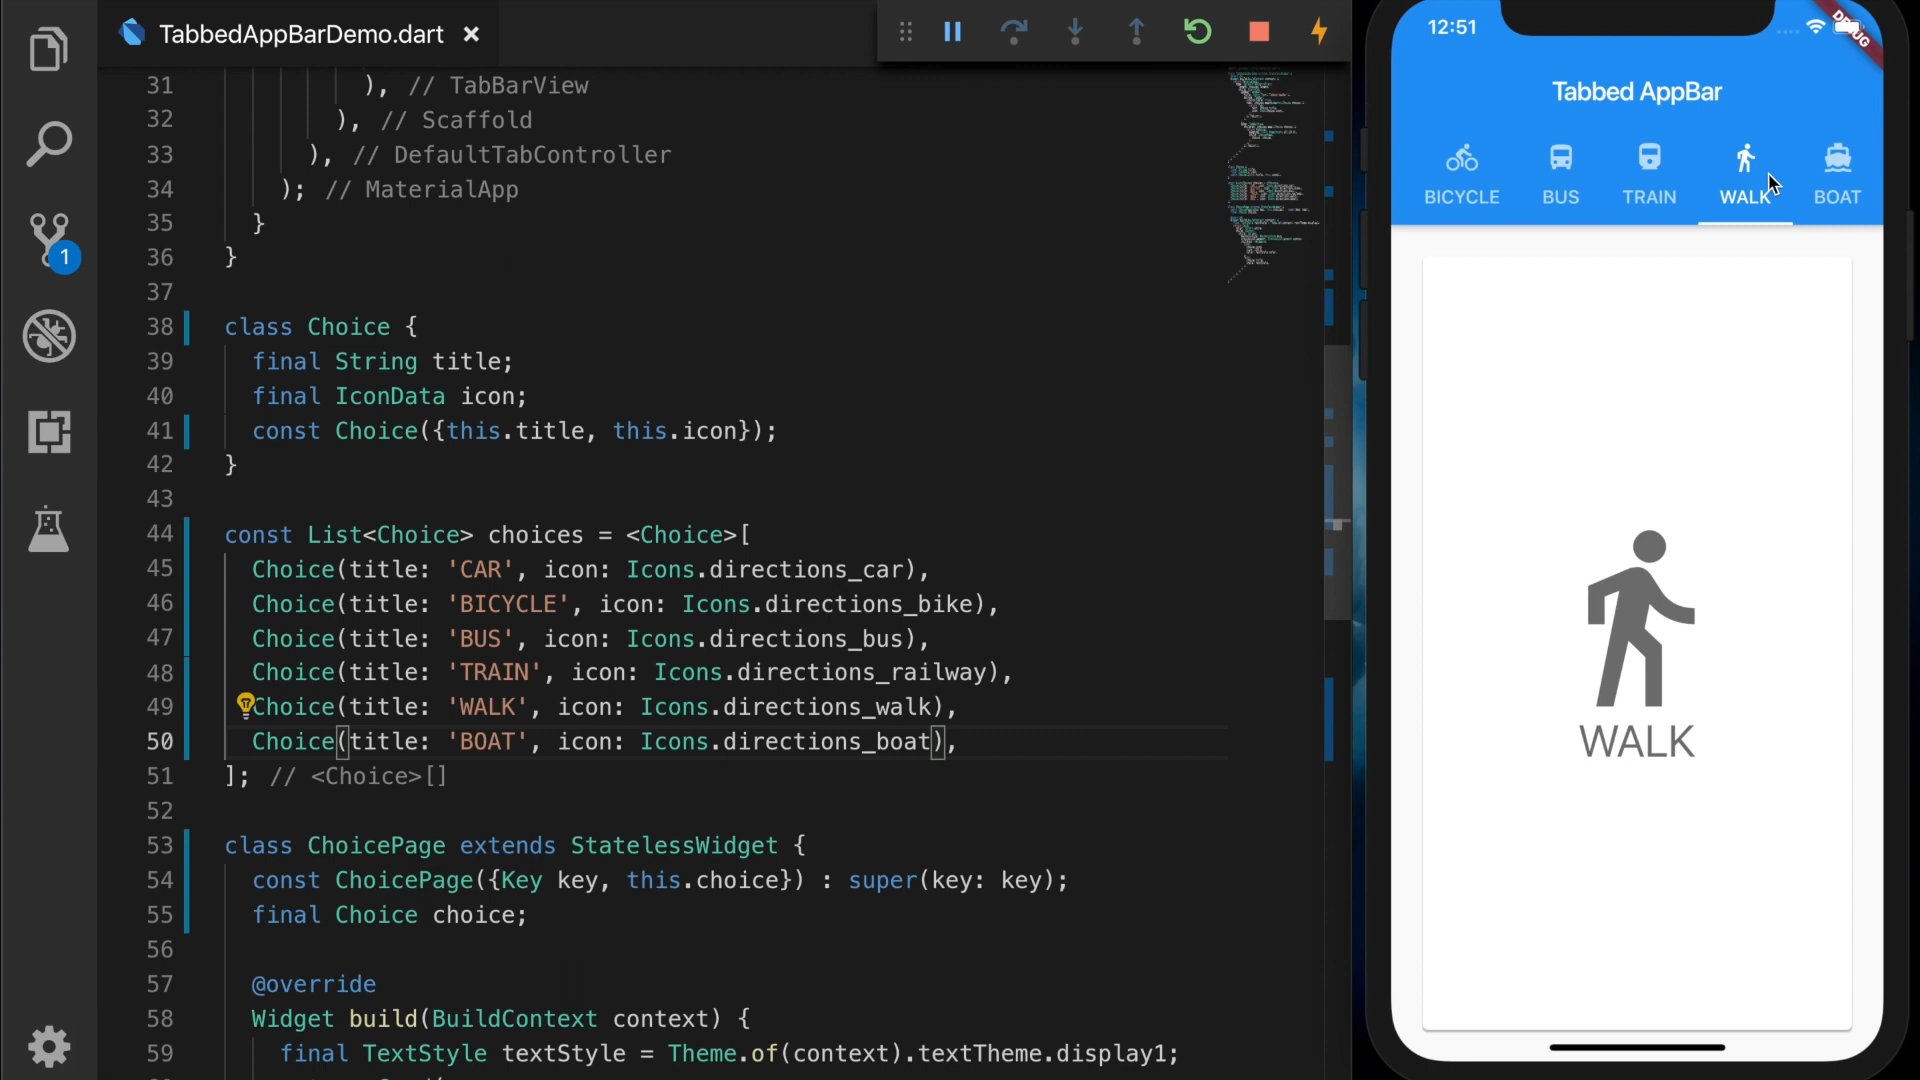 TabbedAppBarDemo.dart
31 ), // TabBarView
32 ), // Scaffold
33 ), // DefaultTabController
34 ); // MaterialApp
35 }
36 }
37
38 class Choice {
39 final String title;
40 final IconData icon;
41 const Choice({this.title, this.icon});
42 }
43
44 const List<Choice> choices = <Choice>[
45 Choice(title: 'CAR', icon: Icons.directions_car),
46 Choice(title: 'BICYCLE', icon: Icons.directions_bike),
47 Choice(title: 'BUS', icon: Icons.directions_bus),
48 Choice(title: 'TRAIN', icon: Icons.directions_railway),
49 Choice(title: 'WALK', icon: Icons.directions_walk),
50 Choice(title: 'BOAT', icon: Icons.directions_boat),
51 ]; // <Choice>[]
52
53 class ChoicePage extends StatelessWidget {
54 const ChoicePage({Key key, this.choice}) : super(key: key);
55 final Choice choice;
56
57 @override
58 Widget build(BuildContext context) {
59 final TextStyle textStyle = Theme.of(context).textTheme.display1;
1
12:51
DEBUG
Tabbed AppBar
BICYCLE BUS TRAIN WALK BOAT
WALK